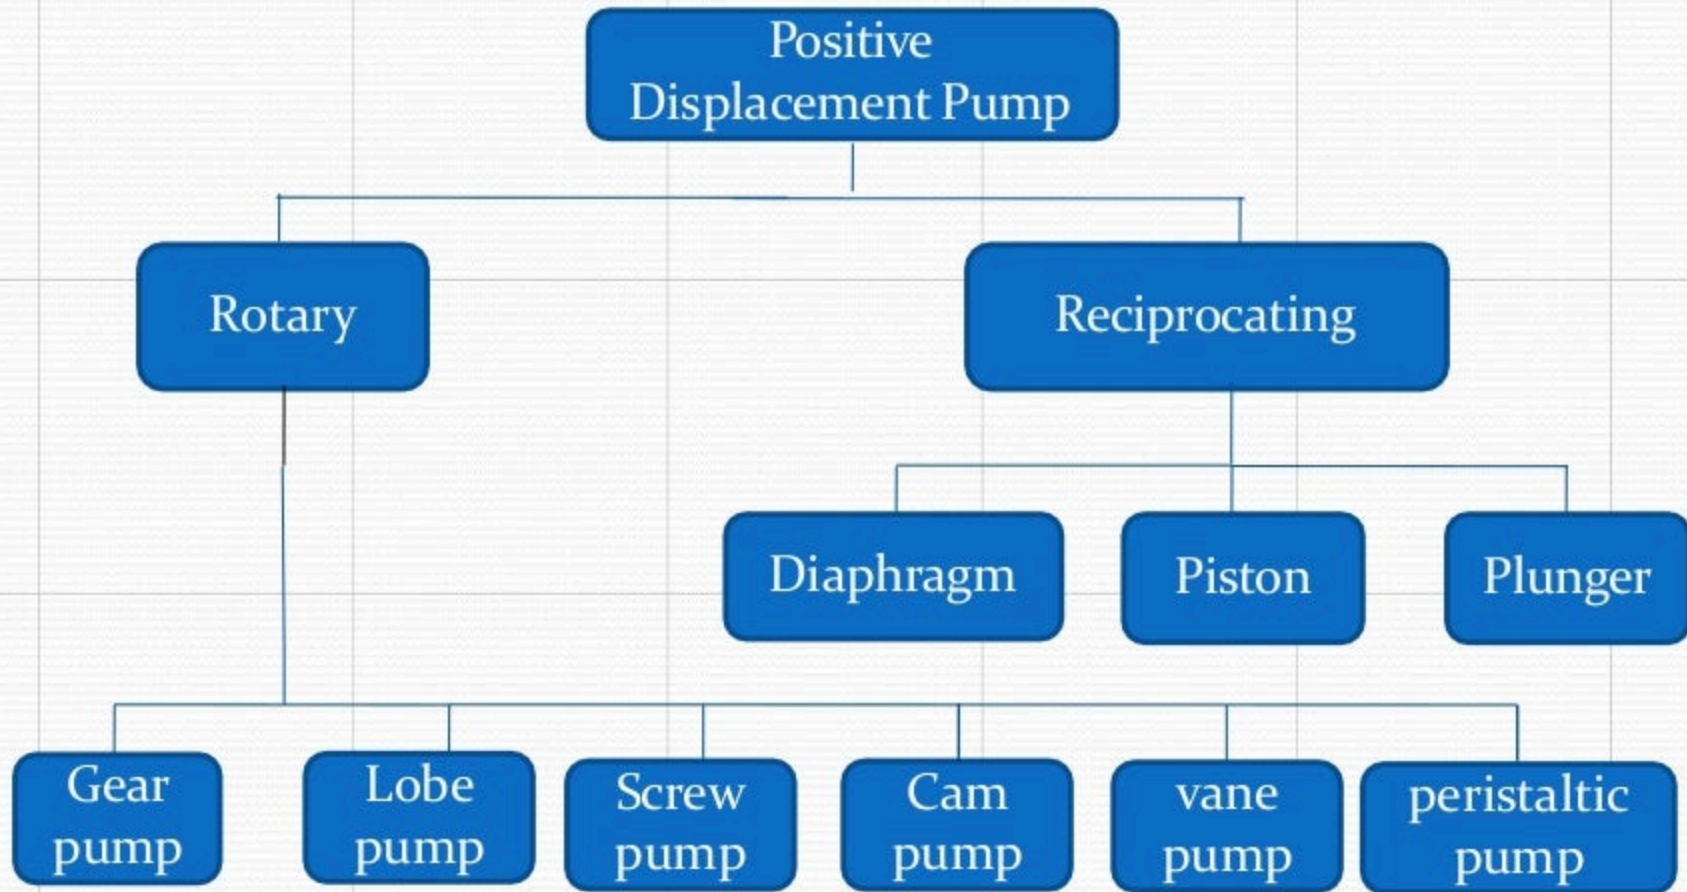 Positive
Displacement Pump
Rotary
Reciprocating
Diaphragm
Piston
Plunger
Gear
pump
Lobe
pump
Screw
pump
Cam
pump
vane
pump
peristaltic
pump